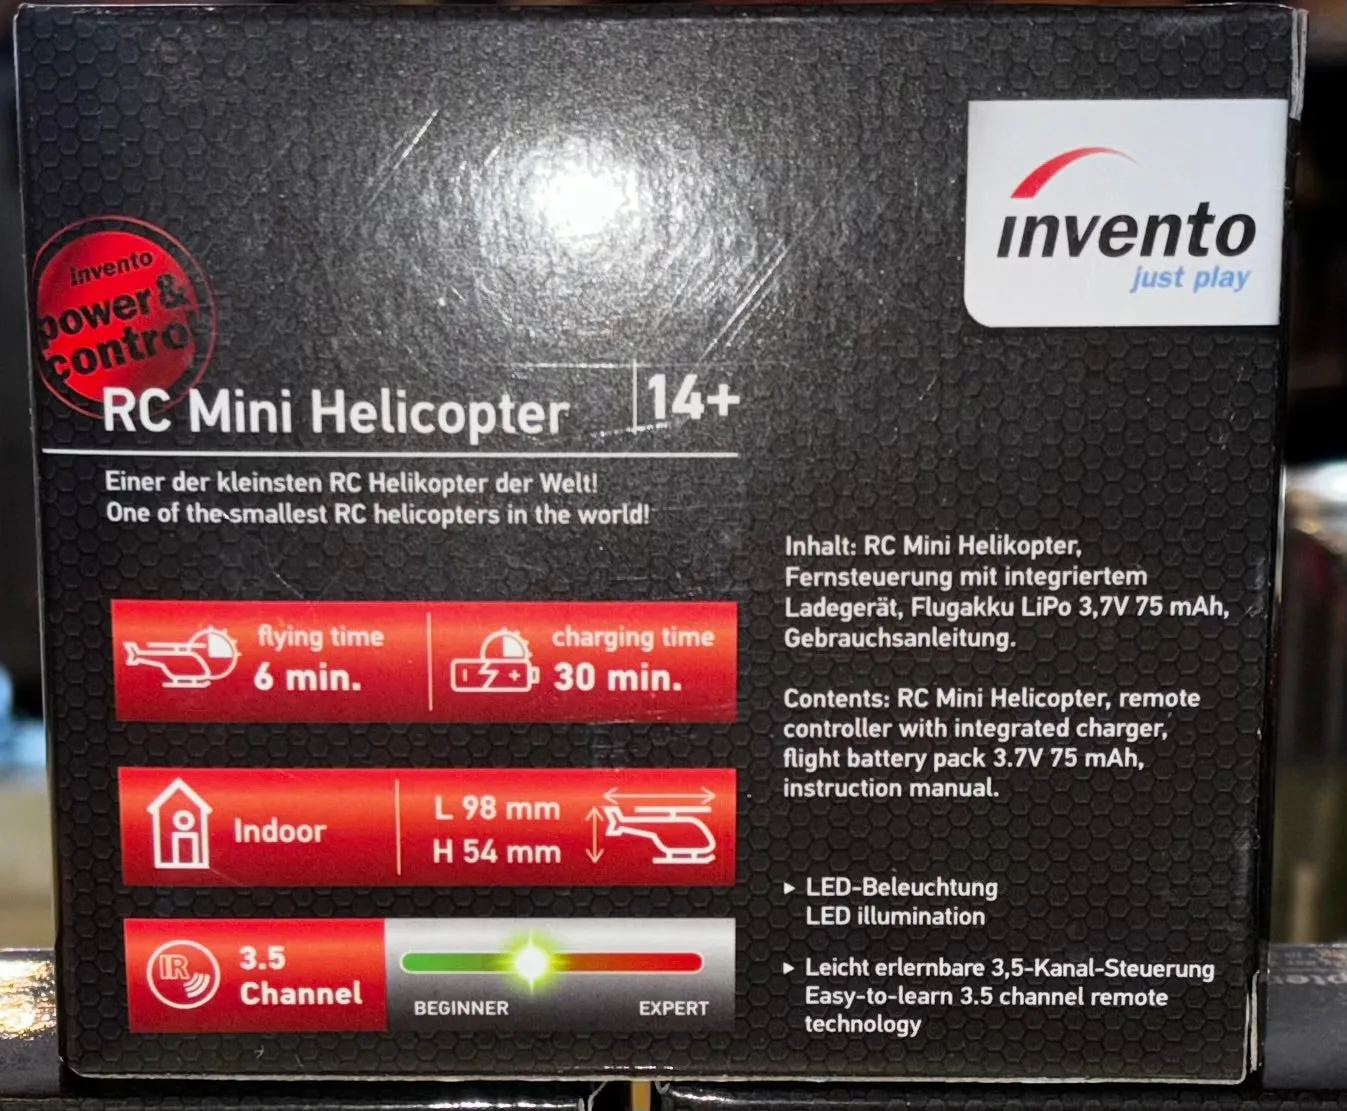 invento
just play
invento
power &
control
RC Mini Helicopter 14+
Einer der kleinsten RC Helikopter der Welt!
One of the smallest RC helicopters in the world!
flying time
6 min.
charging time
30 min.
Indoor
L 98 mm
H 54 mm
IR
3.5
Channel
BEGINNER
EXPERT
Inhalt: RC Mini Helikopter,
Fernsteuerung mit integriertem
Ladegerät, Flugakku LiPo 3,7V 75 mAh,
Gebrauchsanleitung.
Contents: RC Mini Helicopter, remote
controller with integrated charger,
flight battery pack 3.7V 75 mAh,
instruction manual.
▸ LED-Beleuchtung
LED illumination
▸ Leicht erlernbare 3,5-Kanal-Steuerung
Easy-to-learn 3.5 channel remote
technology